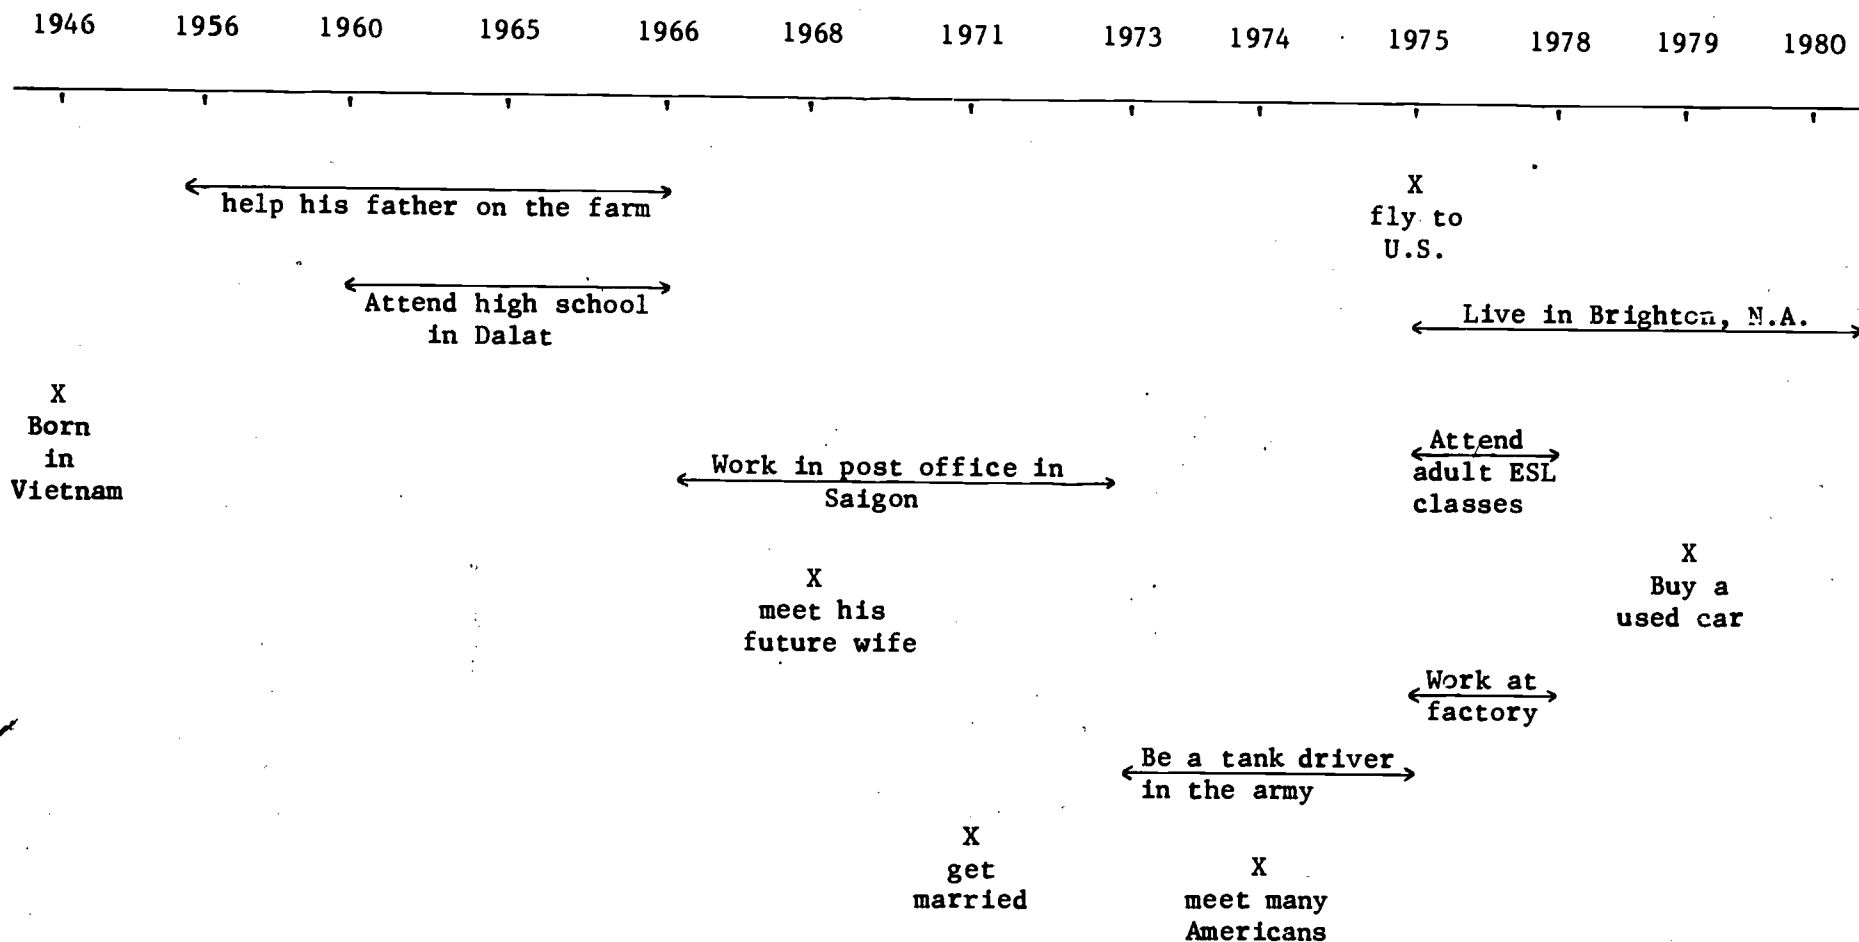 1946 1956 1960 1965 1966 1968 1971 1973 1974 1975 1978 1979 1980
help his father on the farm
X
fly to
U.S.
Attend high school
in Dalat
Live in Brighton, N.A.
X
Born
in
Vietnam
Work in post office in
Saigon
Attend
adult ESL
classes
X
meet his
future wife
X
Buy a
used car
Work at
factory
Be a tank driver
in the army
X
get
married
X
meet many
Americans